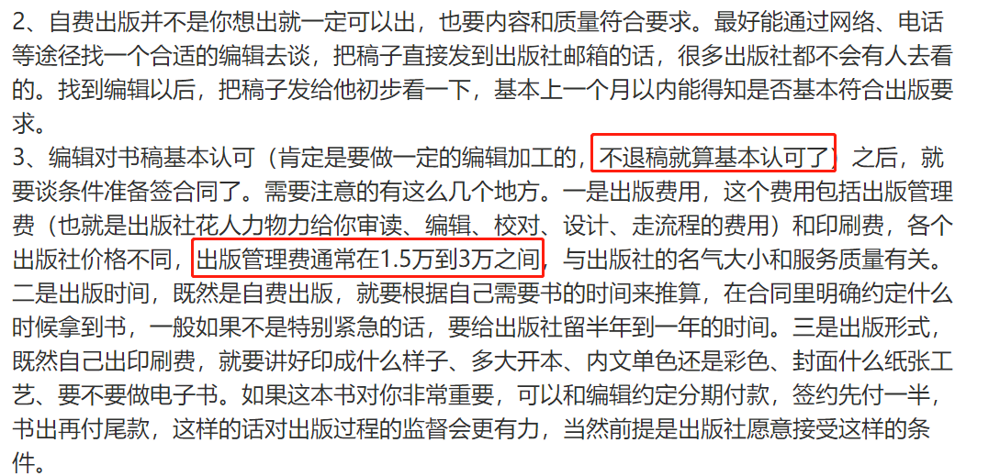 2、自费出版并不是你想出就一定可以出，也要内容和质量符合要求。最好能通过网络、电话
等途径找一个合适的编辑去谈，把稿子直接发到出版社邮箱的话，很多出版社都不会有人去看
的。找到编辑以后，把稿子发给他初步看一下，基本上一个月以内能得知是否基本符合出版要
求。
3、编辑对书稿基本认可（肯定是要做一定的编辑加工的，不退稿就算基本认可了）之后，就
要谈条件准备签合同了。需要注意的有这么几个地方。一是出版费用，这个费用包括出版管理
费（也就是出版社花人力物力给你审读、编辑、校对、设计、走流程的费用）和印刷费，各个
出版社价格不同，出版管理费通常在1.5万到3万之间，与出版社的名气大小和服务质量有关。
二是出版时间，既然是自费出版，就要根据自己需要书的时间来推算，在合同里明确约定什么
时候拿到书，一般如果不是特别紧急的话，要给出版社留半年到一年的时间。三是出版形式，
既然自己出印刷费，就要讲好印成什么样子、多大开本、内文单色还是彩色、封面什么纸张工
艺、要不要做电子书。如果这本书对你非常重要，可以和编辑约定分期付款，签约先付一半，
书出再付尾款，这样的话对出版过程的监督会更有力，当然前提是出版社愿意接受这样的条
件。